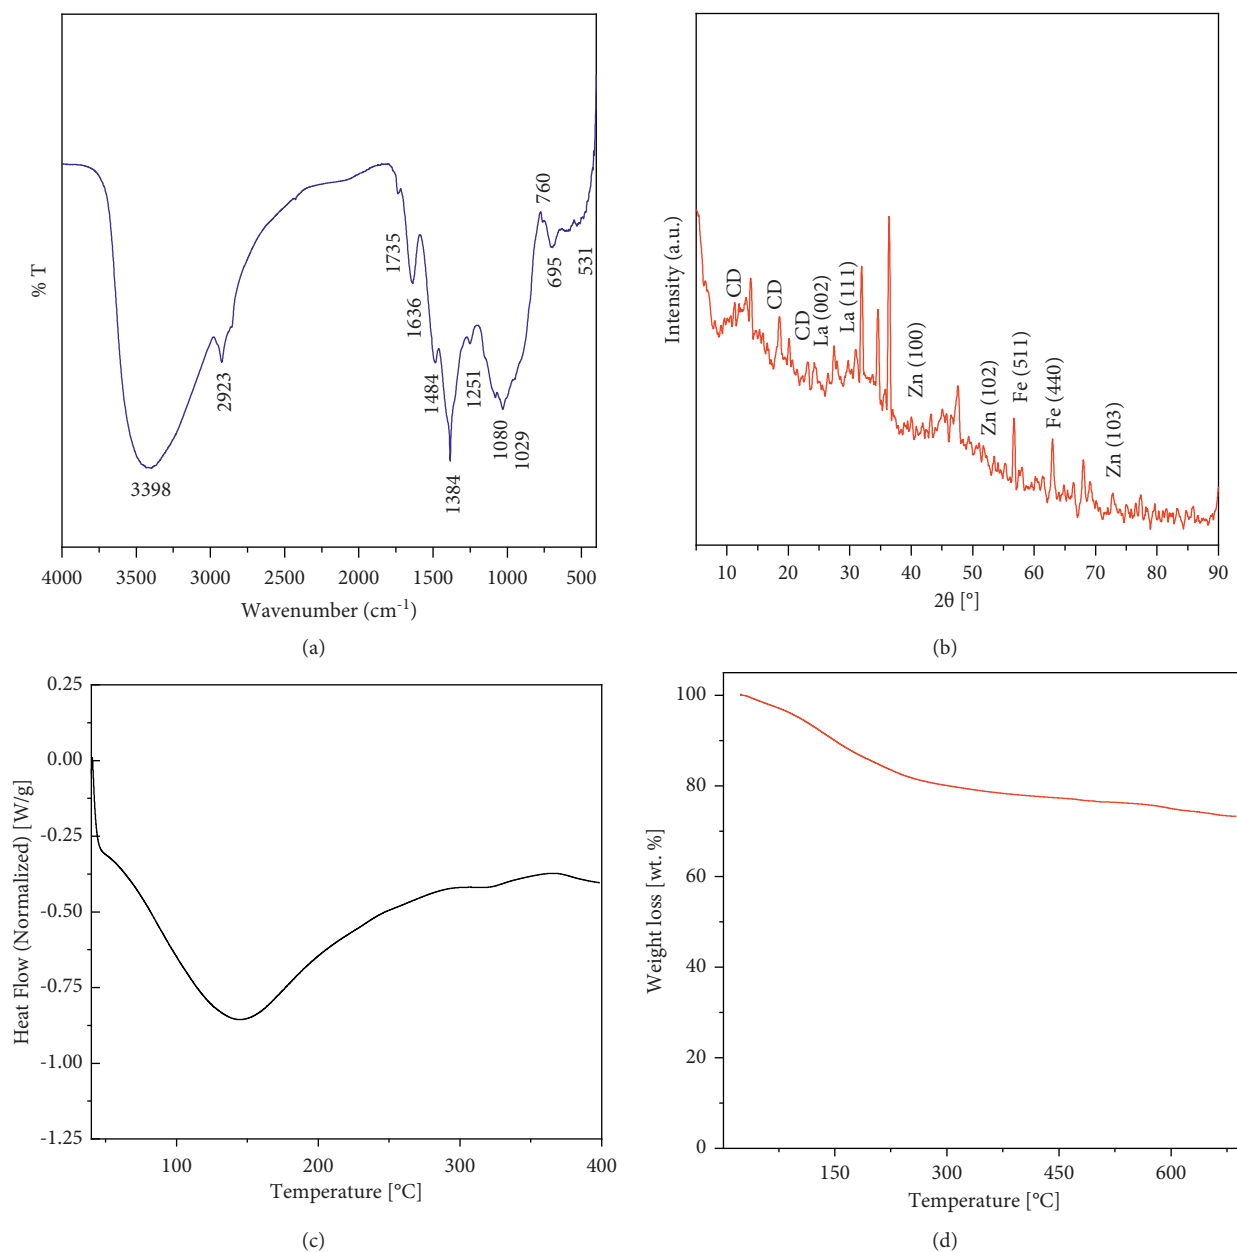 % T
3398
2923
1735
1636
1484
1384
1251
1080
1029
760
695
531
4000
3500
3000
2500
2000
1500
1000
500
Wavenumber (cm-1)
(a)
Intensity (a.u.)
CD
CD
CD
La (002)
La (111)
Zn (100)
Zn (102)
Fe (511)
Fe (440)
Zn (103)
10
20
30
40
50
60
70
80
90
2θ [°]
(b)
Heat Flow (Normalized) [W/g]
0.25
0.00
-0.25
-0.50
-0.75
-1.00
-1.25
100
200
300
400
Temperature [°C]
(c)
Weight loss [wt. %]
100
80
60
40
20
0
150
300
450
600
Temperature [°C]
(d)